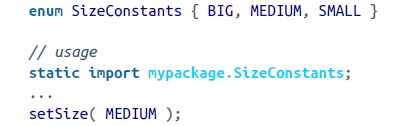 enum SizeConstants { BIG, MEDIUM, SMALL }
// usage
static import mypackage.SizeConstants;
...
setSize( MEDIUM );